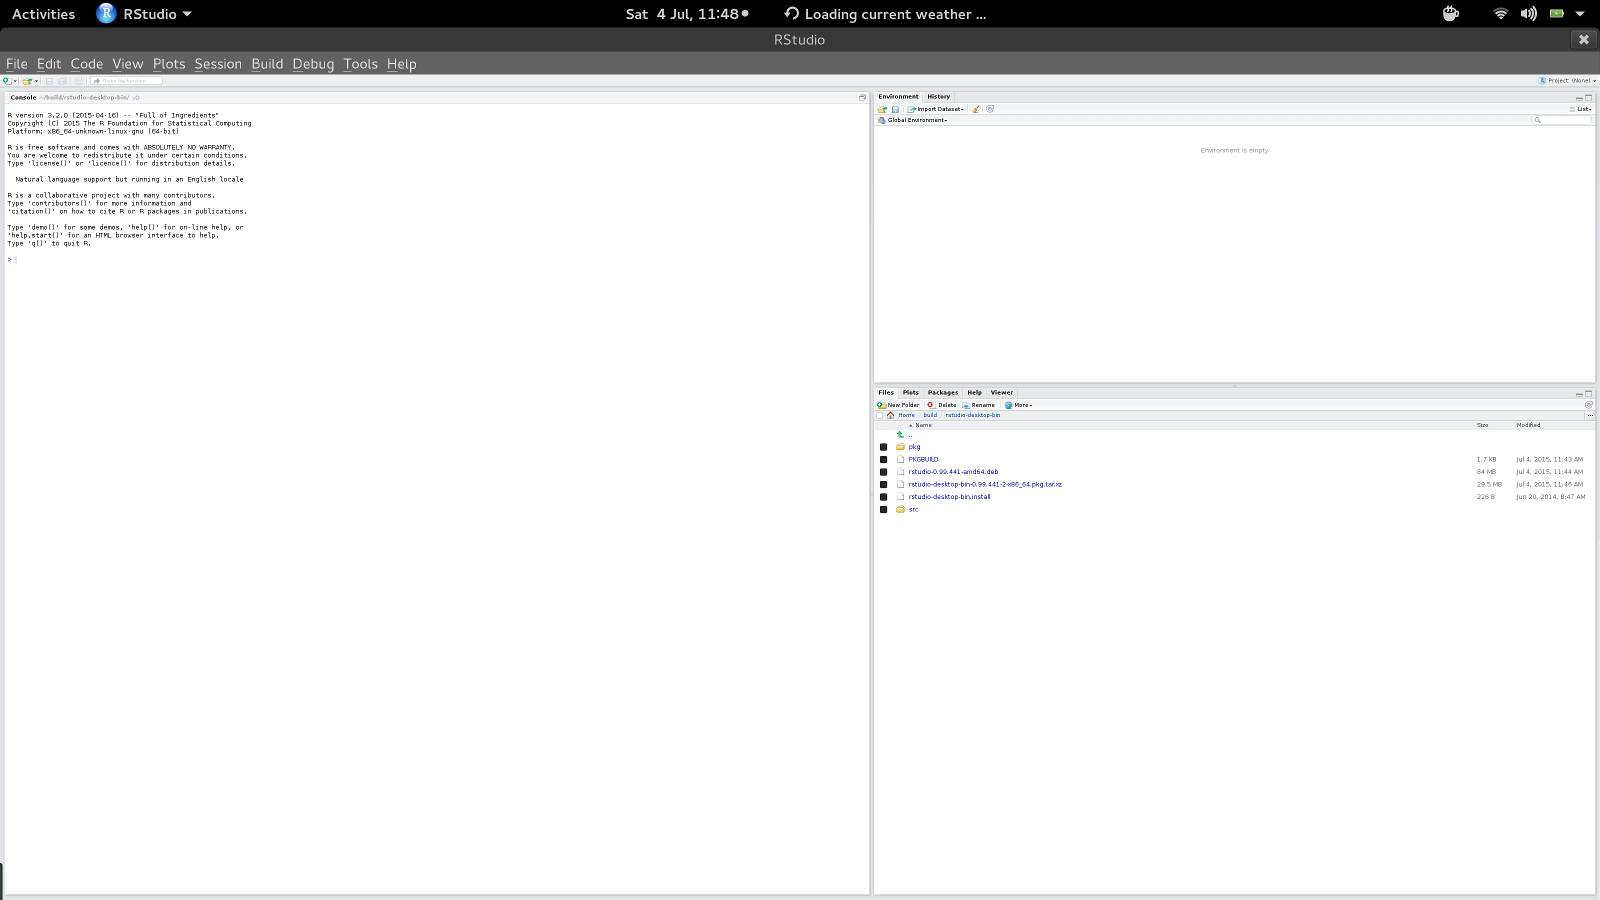 Activities RStudio Sat 4 Jul, 11:48 Loading current weather ...
RStudio
File Edit Code View Plots Session Build Debug Tools Help
Go to file/function Project: (None)
Console ~/build/rstudio-desktop-bin/
R version 3.2.0 (2015-04-16) -- "Full of Ingredients"
Copyright (C) 2015 The R Foundation for Statistical Computing
Platform: x86_64-unknown-linux-gnu (64-bit)
R is free software and comes with ABSOLUTELY NO WARRANTY.
You are welcome to redistribute it under certain conditions.
Type 'license()' or 'licence()' for distribution details.
Natural language support but running in an English locale
R is a collaborative project with many contributors.
Type 'contributors()' for more information and
'citation()' on how to cite R or R packages in publications.
Type 'demo()' for some demos, 'help()' for on-line help, or
'help.start()' for an HTML browser interface to help.
Type 'q()' to quit R.
>
Environment History
Import Dataset List
Global Environment
Environment is empty
Files Plots Packages Help Viewer
New Folder Delete Rename More
Home build rstudio-desktop-bin ...
Name Size Modified
..
pkg
PKGBUILD 1.7 KB Jul 4, 2015, 11:43 AM
rstudio-0.99.441-amd64.deb 84 MB Jul 4, 2015, 11:44 AM
rstudio-desktop-bin-0.99.441-2-x86_64.pkg.tar.xz 29.5 MB Jul 4, 2015, 11:46 AM
rstudio-desktop-bin.install 226 B Jun 20, 2014, 8:47 AM
src